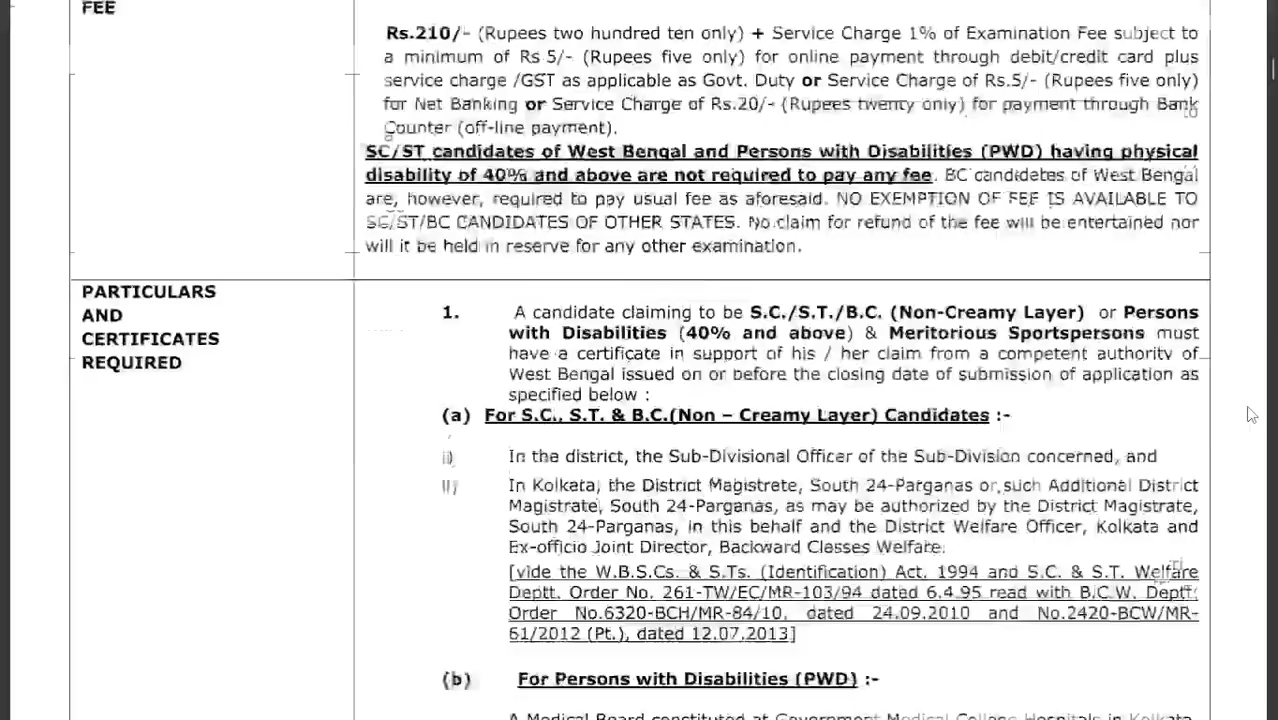 FEE
Rs.210/- (Rupees two hundred ten only) + Service Charge 1% of Examination Fee subject to
a minimum of Rs 5/- (Rupees five only) for online payment through debit/credit card plus
service charge /GST as applicable as Govt. Duty or Service Charge of Rs.5/- (Rupees five only)
for Net Banking or Service Charge of Rs.20/- (Rupees twenty only) for payment through Bank
Counter (off-line payment).
SC/ST candidates of West Bengal and Persons with Disabilities (PWD) having physical
disability of 40% and above are not required to pay any fee. BC candidates of West Bengal
are, however, required to pay usual fee as aforesaid. NO EXEMPTION OF FEE IS AVAILABLE TO
SC/ST/BC CANDIDATES OF OTHER STATES. No claim for refund of the fee will be entertained nor
will it be held in reserve for any other examination.
PARTICULARS
AND
CERTIFICATES
REQUIRED
1. A candidate claiming to be S.C./S.T./B.C. (Non-Creamy Layer) or Persons
with Disabilities (40% and above) & Meritorious Sportspersons must
have a certificate in support of his / her claim from a competent authority of
West Bengal issued on or before the closing date of submission of application as
specified below :
(a) For S.C., S.T. & B.C.(Non – Creamy Layer) Candidates :-
In the district, the Sub-Divisional Officer of the Sub-Division concerned, and
In Kolkata, the District Magistrete, South 24-Parganas or such Additional District
Magistrate, South 24-Parganas, as may be authorized by the District Magistrate,
South 24-Parganas, in this behalf and the District Welfare Officer, Kolkata and
Ex-officio Joint Director, Backward Classes Welfare.
[vide the W.B.S.Cs. & S.Ts. (Identification) Act, 1994 and S.C. & S.T. Welfare
Deptt. Order No. 261-TW/EC/MR-103/94 dated 6.4.95 read with B.C.W. Deptt.
Order No.6320-BCH/MR-84/10, dated 24.09.2010 and No.2420-BCW/MR-
61/2012 (Pt.), dated 12.07.2013]
(b) For Persons with Disabilities (PWD) :-
A Medical Board constituted at Government Medical College Hospitals in Kolkata,